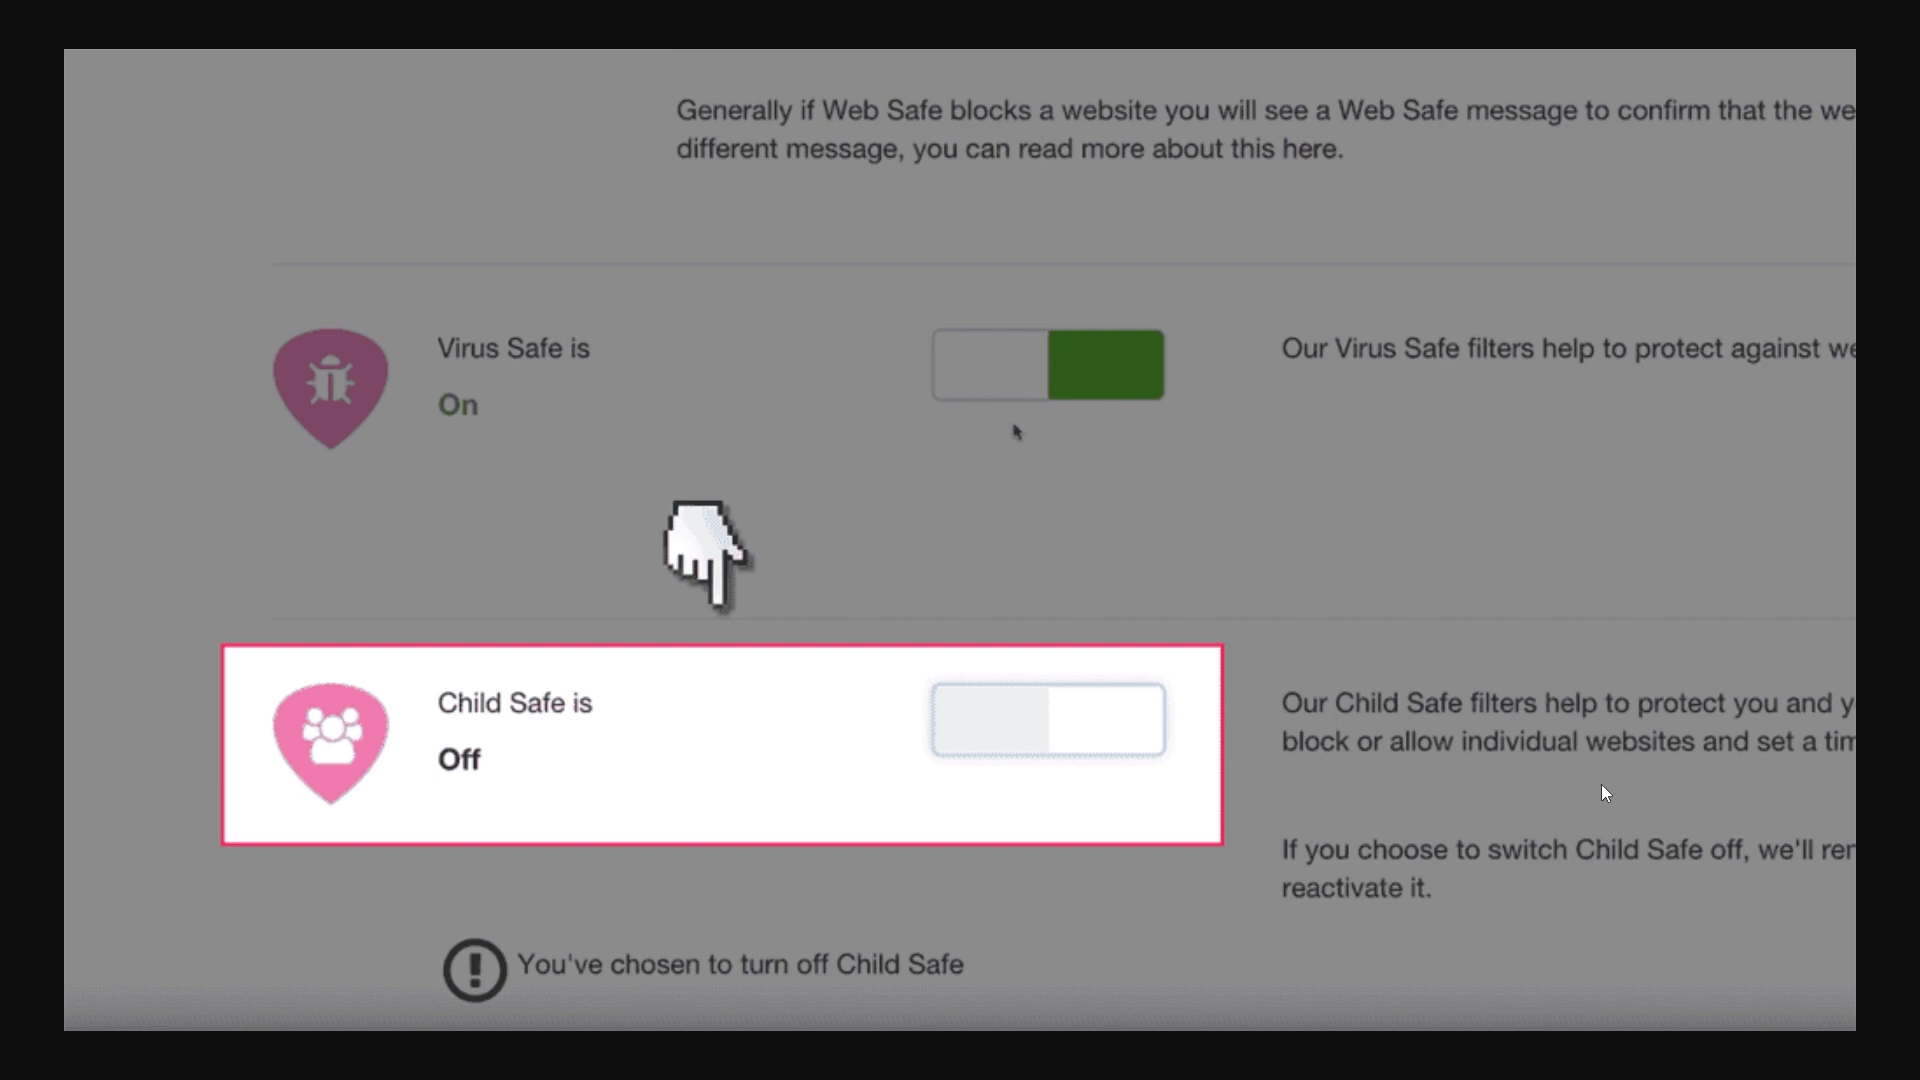 Generally if Web Safe blocks a website you will see a Web Safe message to confirm that the we
different message, you can read more about this here.
Virus Safe is
On
Our Virus Safe filters help to protect against we
Child Safe is
Off
Our Child Safe filters help to protect you and y
block or allow individual websites and set a tim
If you choose to switch Child Safe off, we'll rem
reactivate it.
You've chosen to turn off Child Safe